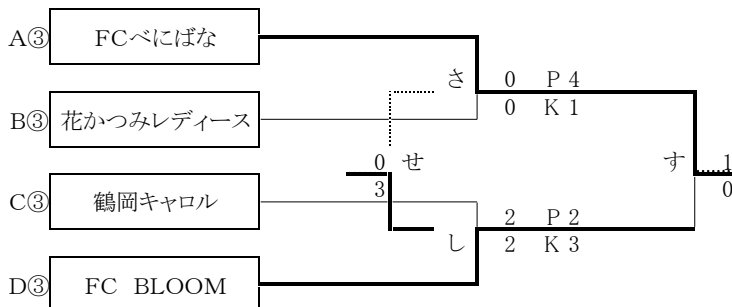 A③ FCべにばな
さ 0 P 4
0 K 1
B③ 花かつみレディース
0 せ す 1
3 0
C③ 鶴岡キャロル
2 P 2
し 2 K 3
D③ FC BLOOM